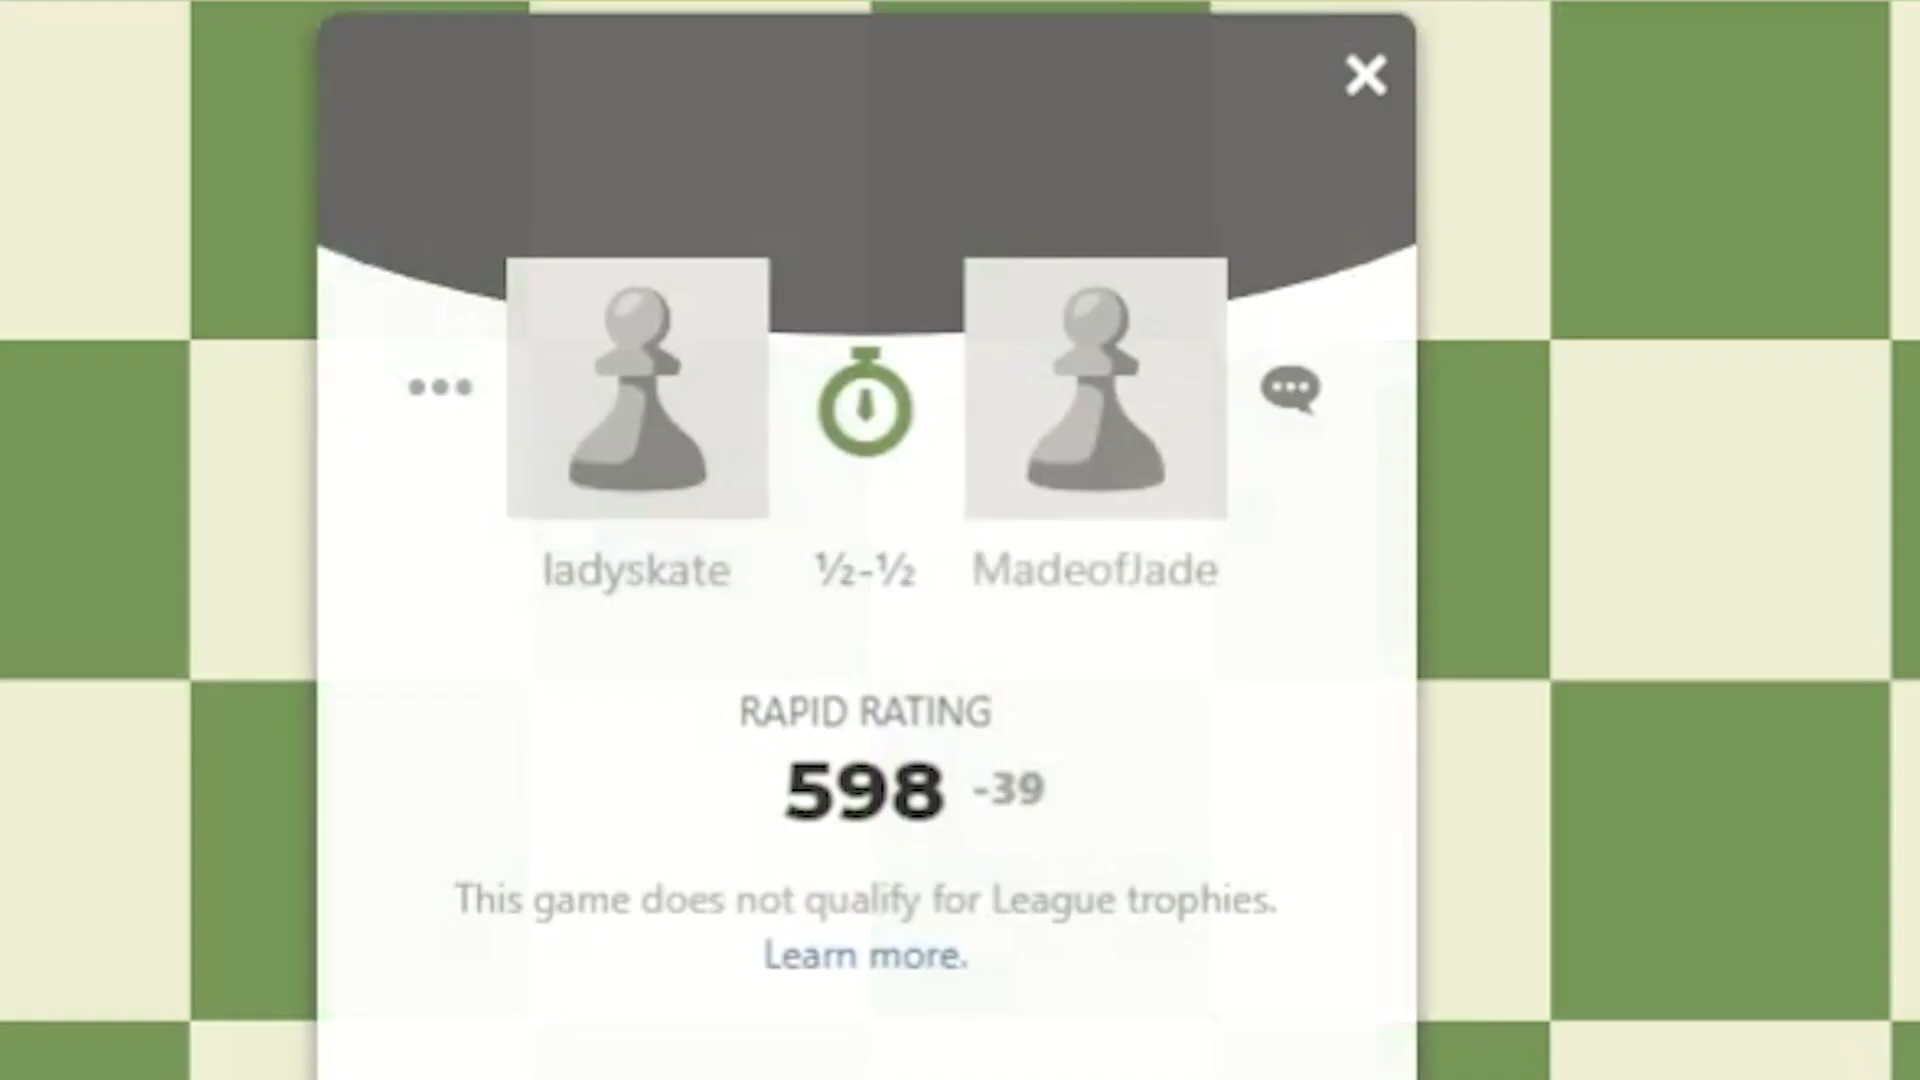 ladyskate ½-½ MadeofJade
RAPID RATING
598 -39
This game does not qualify for League trophies.
Learn more.